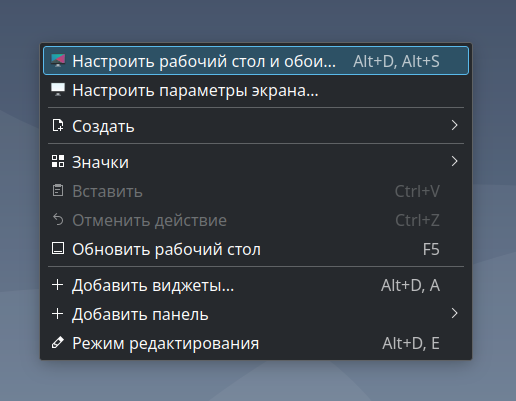 Настроить рабочий стол и обои... Alt+D, Alt+S
Настроить параметры экрана...
Создать
Значки
Вставить Ctrl+V
Отменить действие Ctrl+Z
Обновить рабочий стол F5
Добавить виджеты... Alt+D, A
Добавить панель
Режим редактирования Alt+D, E